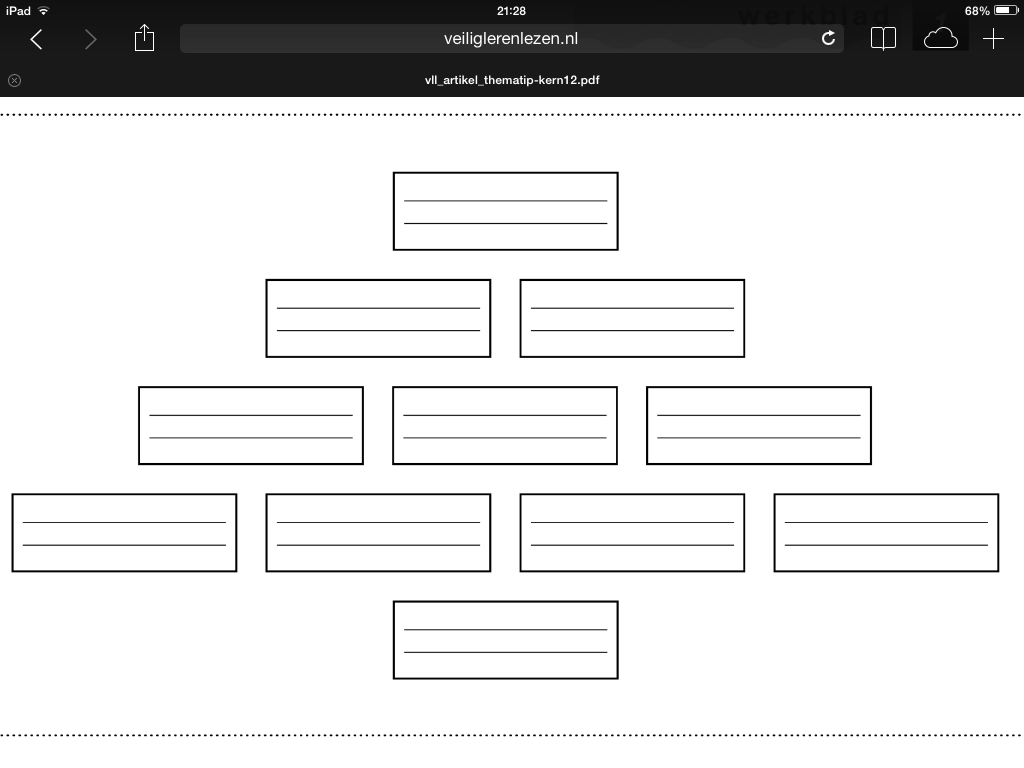 iPad 21:28 68%
veiliglerenlezen.nl
vll_artikel_thematip-kern12.pdf